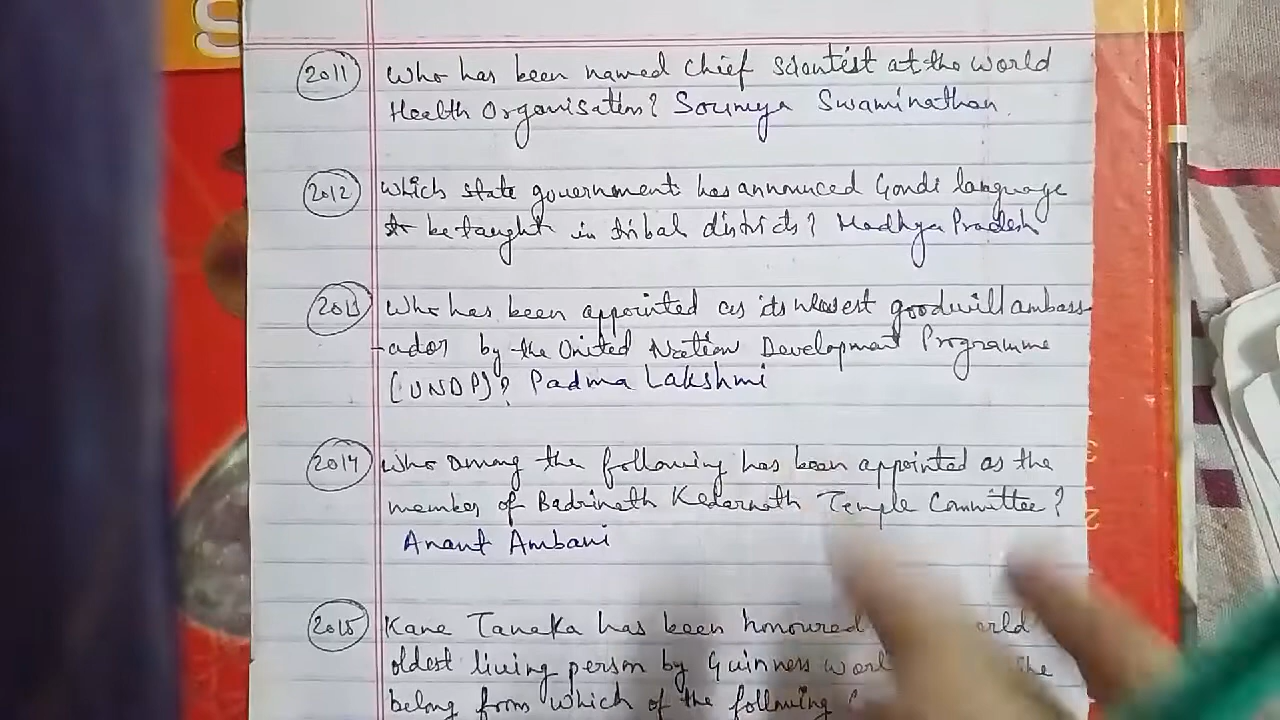 S
2011 Who has been named chief scientist at the World
Health Organisation? Soumya Swaminathan
2012 Which state government has announced Gondi language
to be taught in tribal districts? Madhya Pradesh
2013 Who has been appointed as its newest goodwill ambass-
-ador by the United Nation Development Programme
(UNDP)? Padma Lakshmi
2014 Who among the following has been appointed as the
member of Badrinath Kedarnath Temple Committee?
Anant Ambani
2015 Kane Tanaka has been honoured
oldest living person by Guinness
belong from which of the following?